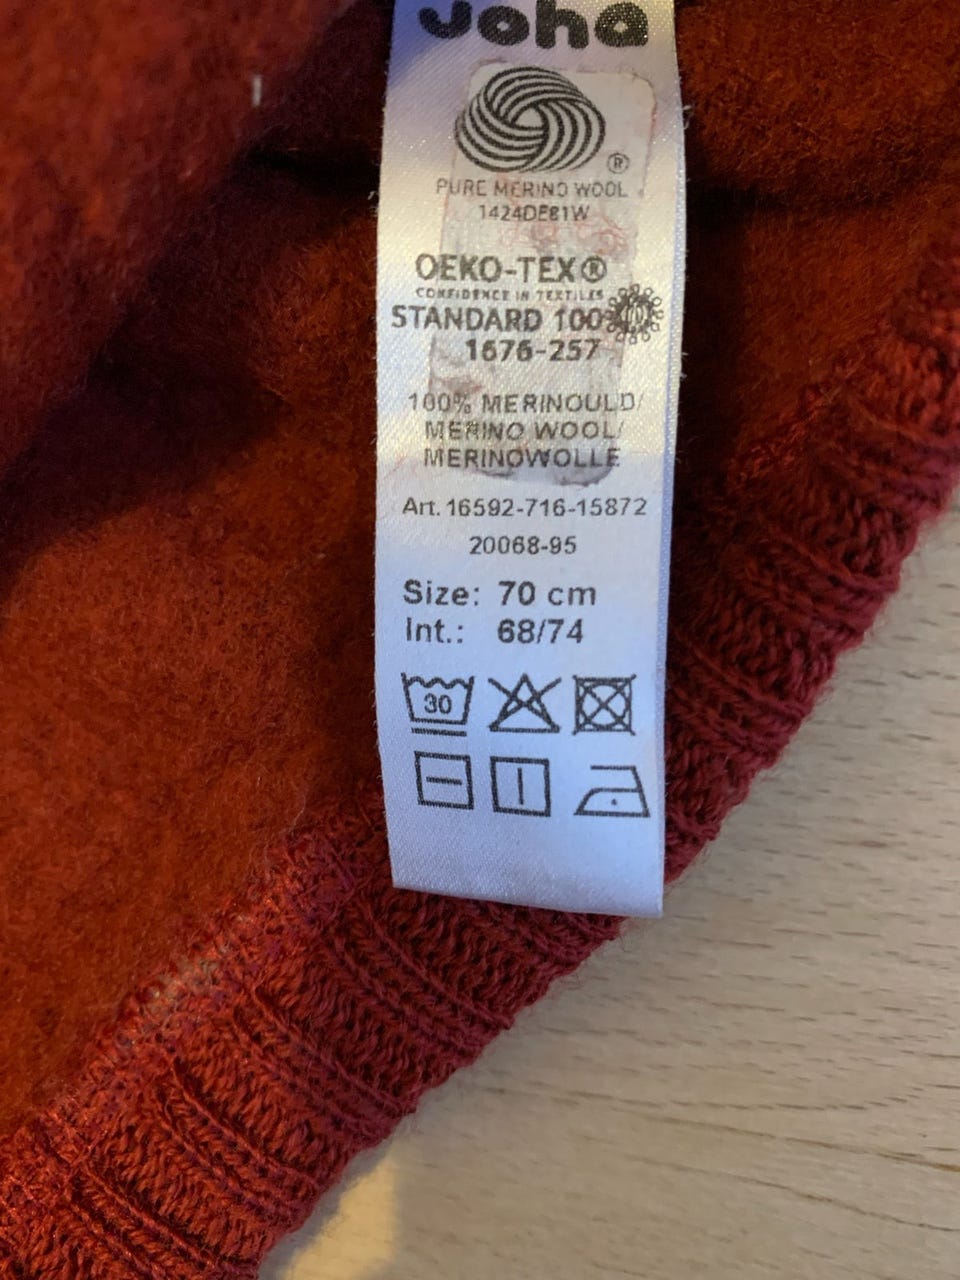 Joha
®
PURE MERINO WOOL
1424DE81W
OEKO-TEX®
CONFIDENCE IN TEXTILES
STANDARD 100
1676-257
100% MERINOULD/
MERINO WOOL/
MERINOWOLLE
Art. 16592-716-15872
20068-95
Size: 70 cm
Int.: 68/74
30